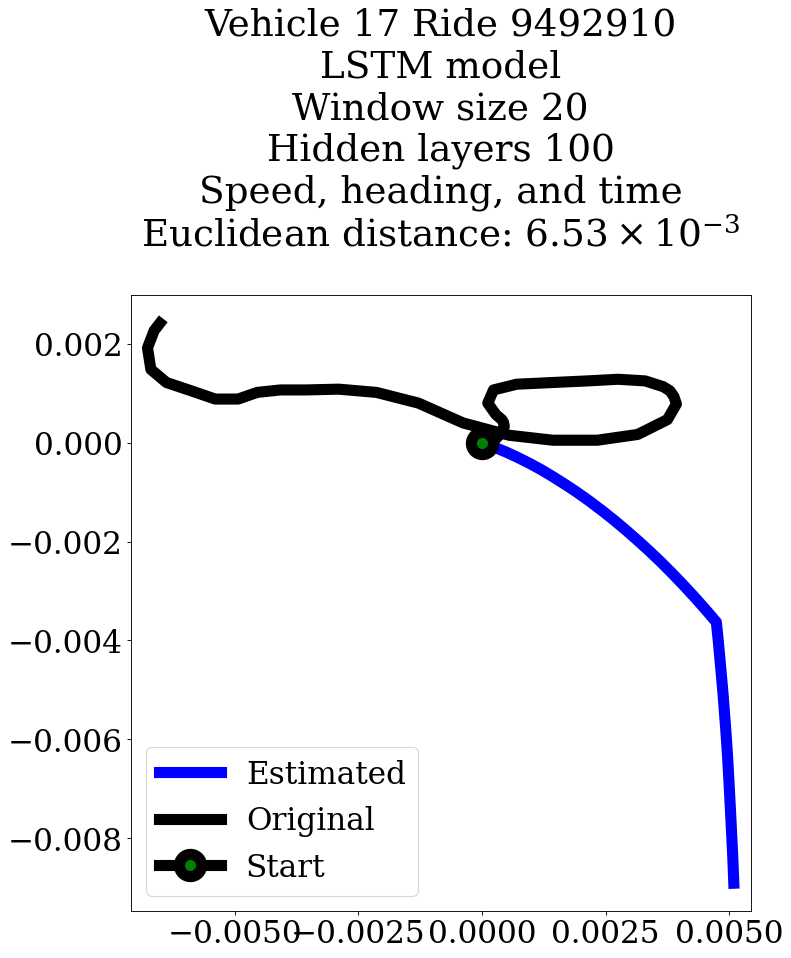 Vehicle 17 Ride 9492910
LSTM model
Window size 20
Hidden layers 100
Speed, heading, and time
Euclidean distance: 6.53 × 10⁻³
0.002
0.000
−0.002
−0.004
−0.006
−0.008
Estimated
Original
Start
−0.0050 −0.0025 0.0000 0.0025 0.0050